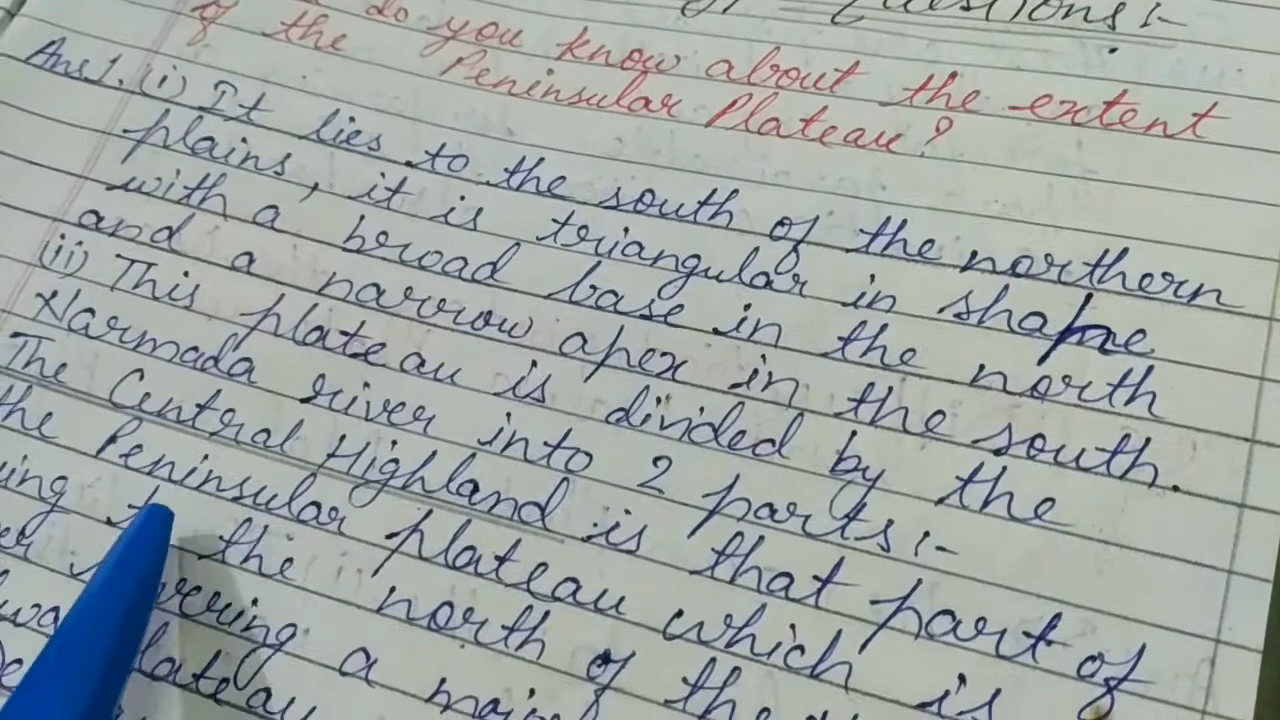 Questions:-
do you know about the extent
of the Peninsular Plateau?
Ans1. (i) It lies to the south of the northern
plains, it is triangular in shape
with a broad base in the north
and a narrow apex in the south.
(ii) This plateau is divided by the
Narmada river into 2 parts:-
The Central Highland is that part of
the Peninsular plateau which is
the north of the
a major